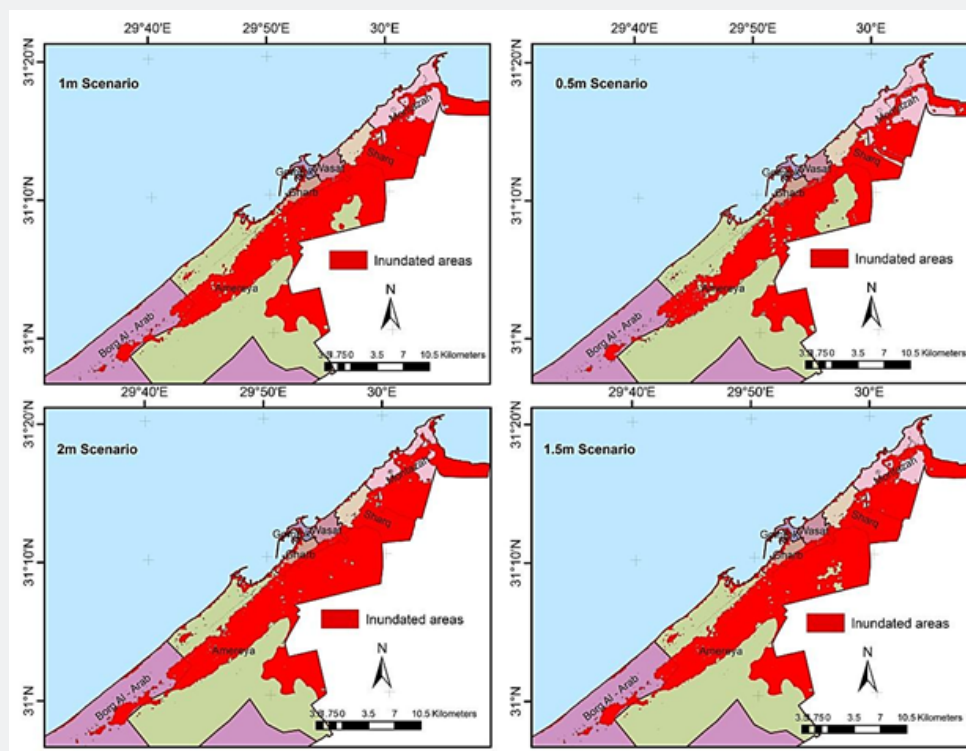 29°40'E 29°50'E 30°E
31°20'N
31°10'N
31°N
1m Scenario
Montazah
Sharq
Wasat
Gharb
Amereya
Borg Al - Arab
Inundated areas
N
3.5 7 10.5 Kilometers
29°40'E 29°50'E 30°E
31°20'N
31°10'N
31°N
0.5m Scenario
Montazah
Sharq
Wasat
Gharb
Amereya
Borg Al - Arab
Inundated areas
N
3.5 7 10.5 Kilometers
29°40'E 29°50'E 30°E
31°20'N
31°10'N
31°N
2m Scenario
Montazah
Sharq
Wasat
Gharb
Amereya
Borg Al - Arab
Inundated areas
N
3.5 7 10.5 Kilometers
29°40'E 29°50'E 30°E
31°20'N
31°10'N
31°N
1.5m Scenario
Montazah
Sharq
Wasat
Gharb
Amereya
Borg Al - Arab
Inundated areas
N
3.5 7 10.5 Kilometers